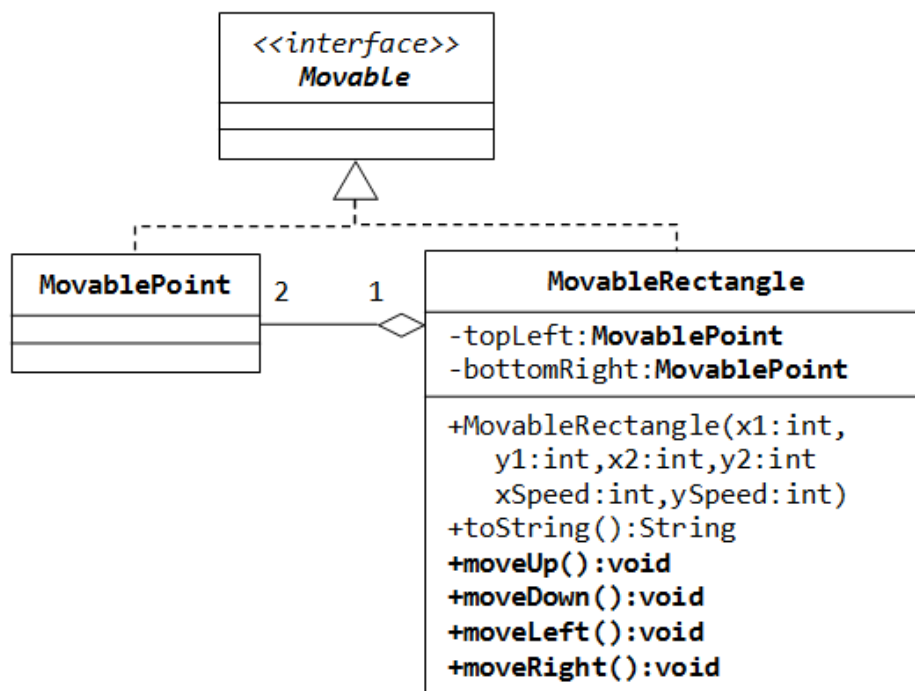 <<interface>>
Movable
MovablePoint
2
1
MovableRectangle
-topLeft:MovablePoint
-bottomRight:MovablePoint
+MovableRectangle(x1:int,
y1:int,x2:int,y2:int
xSpeed:int,ySpeed:int)
+toString():String
+moveUp():void
+moveDown():void
+moveLeft():void
+moveRight():void